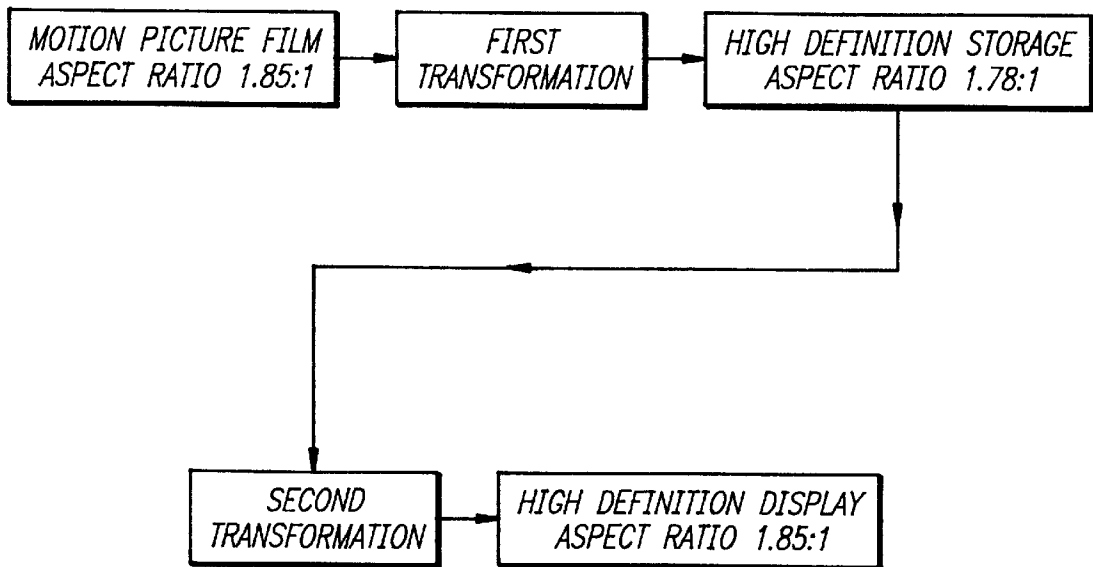 MOTION PICTURE FILM
ASPECT RATIO 1.85:1
FIRST
TRANSFORMATION
HIGH DEFINITION STORAGE
ASPECT RATIO 1.78:1
SECOND
TRANSFORMATION
HIGH DEFINITION DISPLAY
ASPECT RATIO 1.85:1